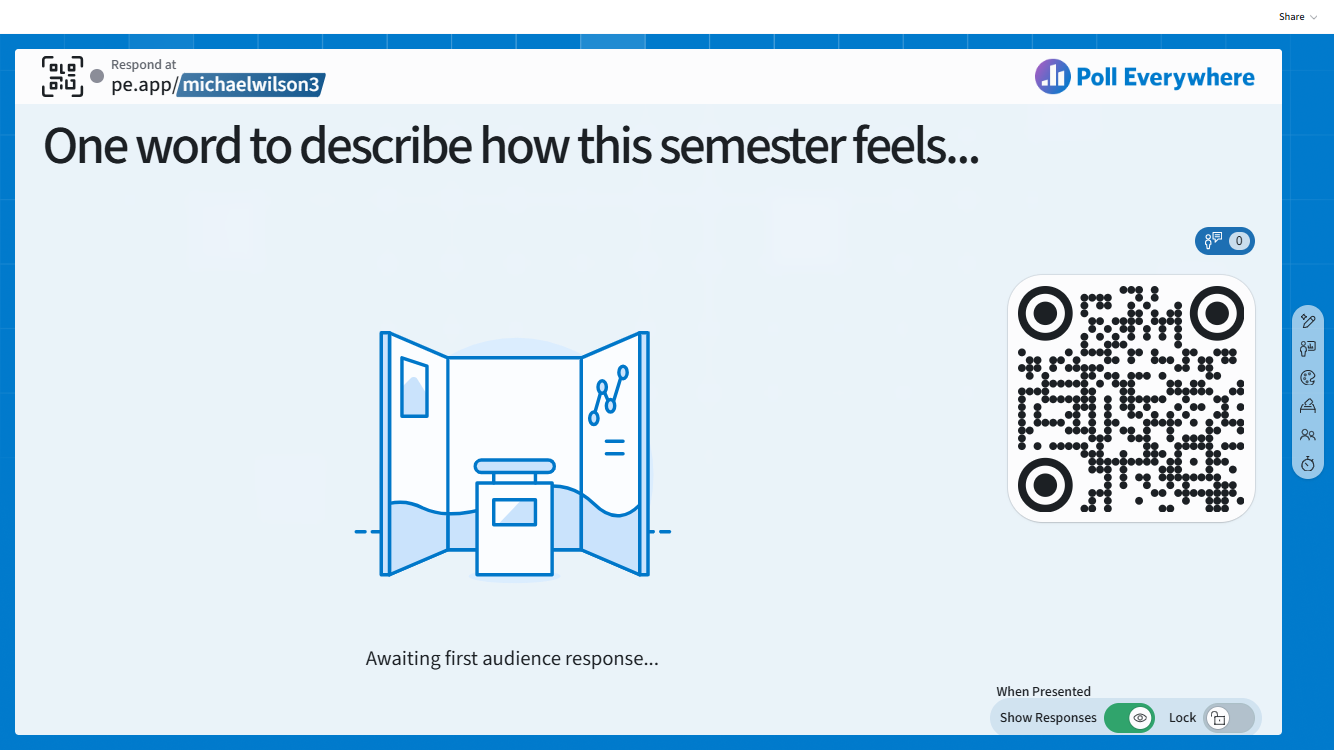 Share
Respond at
pe.app/michaelwilson3
Poll Everywhere
One word to describe how this semester feels...
0
Awaiting first audience response...
When Presented
Show Responses
Lock